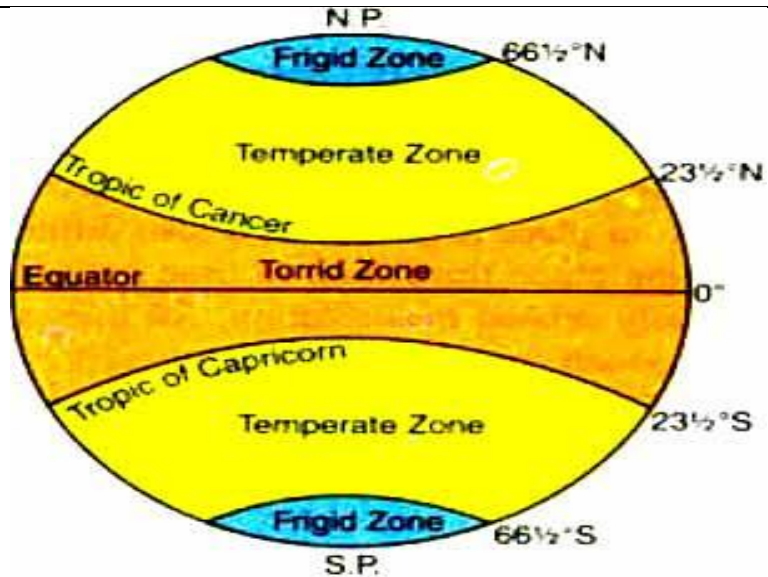 N.P.
Frigid Zone
66½°N
Temperate Zone
23½°N
Tropic of Cancer
Torrid Zone
Equator
0°
Tropic of Capricorn
Temperate Zone
23½°S
Frigid Zone
66½°S
S.P.